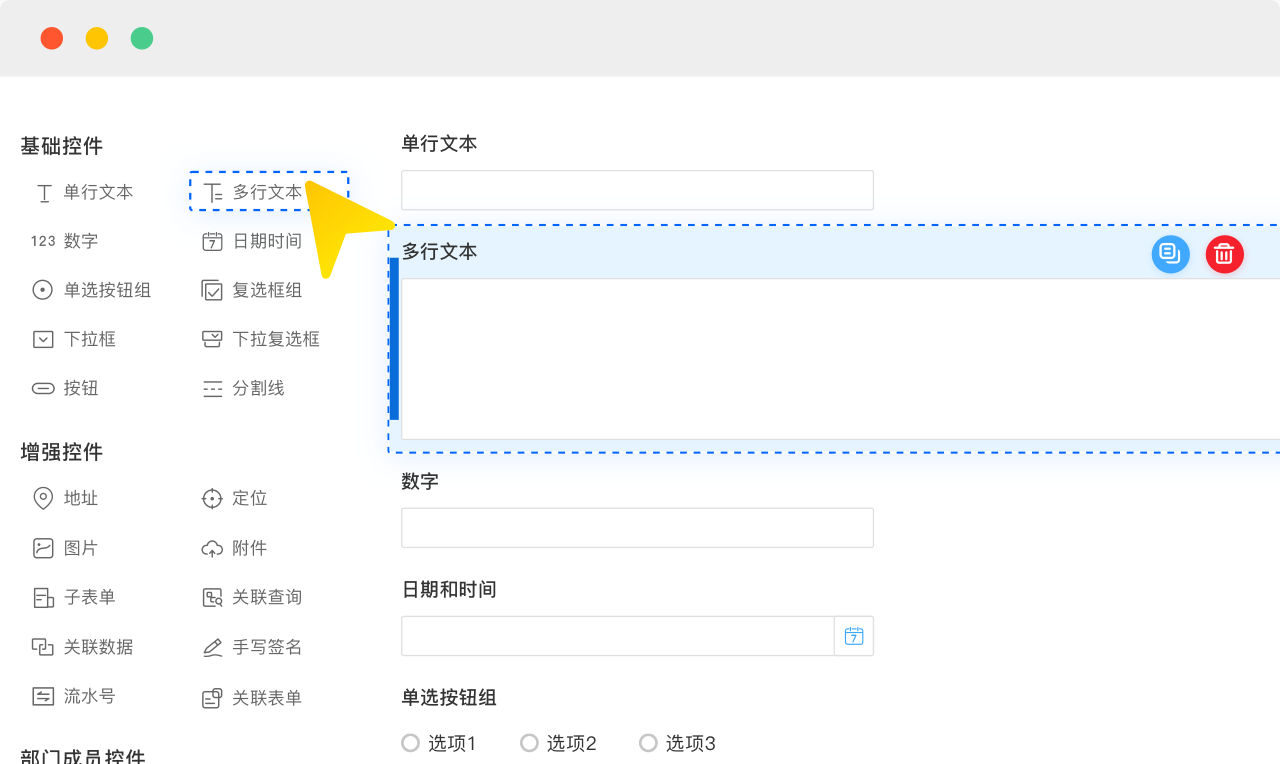 基础控件
单行文本
多行文本
123 数字
7 日期时间
单选按钮组
复选框组
下拉框
下拉复选框
按钮
分割线
增强控件
地址
定位
图片
附件
子表单
关联查询
关联数据
手写签名
流水号
关联表单
部门成员控件
单行文本
多行文本
数字
日期和时间
7
单选按钮组
选项1 选项2 选项3